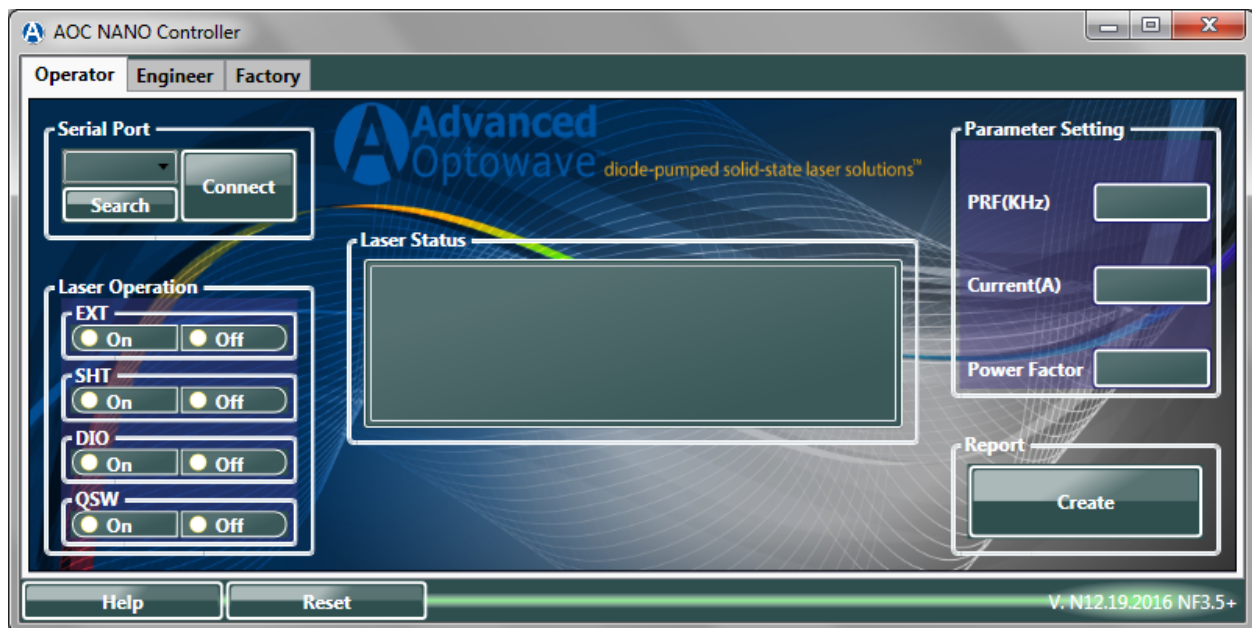 AOC NANO Controller
Operator Engineer Factory
Serial Port
Connect
Search
Advanced
Optowave diode-pumped solid-state laser solutions™
Laser Status
Laser Operation
EXT
On Off
SHT
On Off
DIO
On Off
QSW
On Off
Parameter Setting
PRF(KHz)
Current(A)
Power Factor
Report
Create
Help Reset V. N12.19.2016 NF3.5+